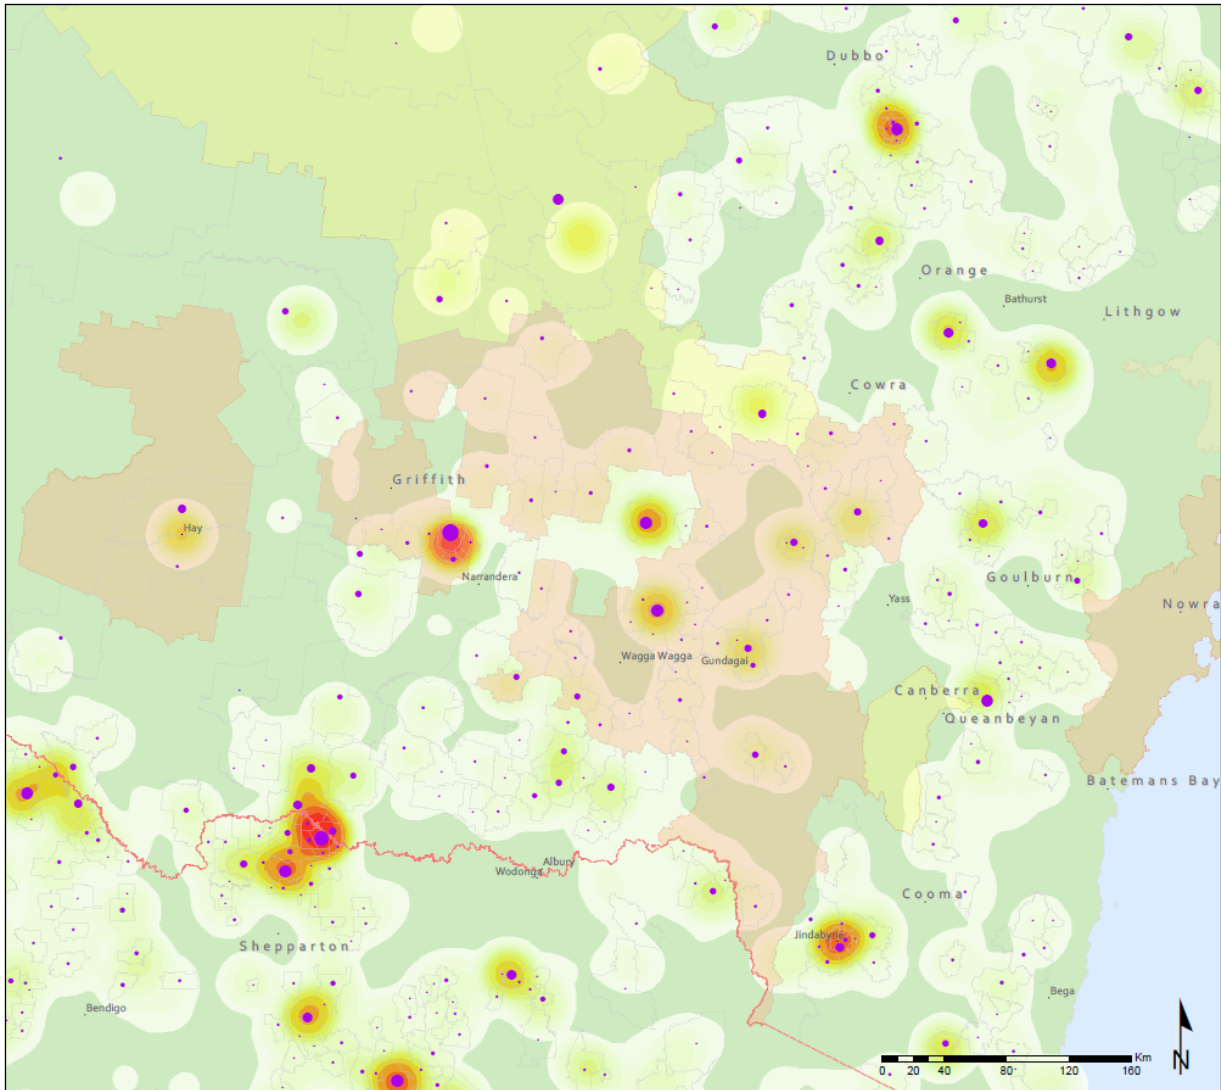 Dubbo
Orange
Bathurst
Lithgow
Cowra
Griffith
Hay
Narrandera
Goulburn
Yass
Nowra
Wagga Wagga
Gundagai
Canberra
Queanbeyan
Batemans Bay
Albury
Wodonga
Cooma
Jindabyne
Shepparton
Bega
Bendigo
N
Km
0 20 40 80 120 160